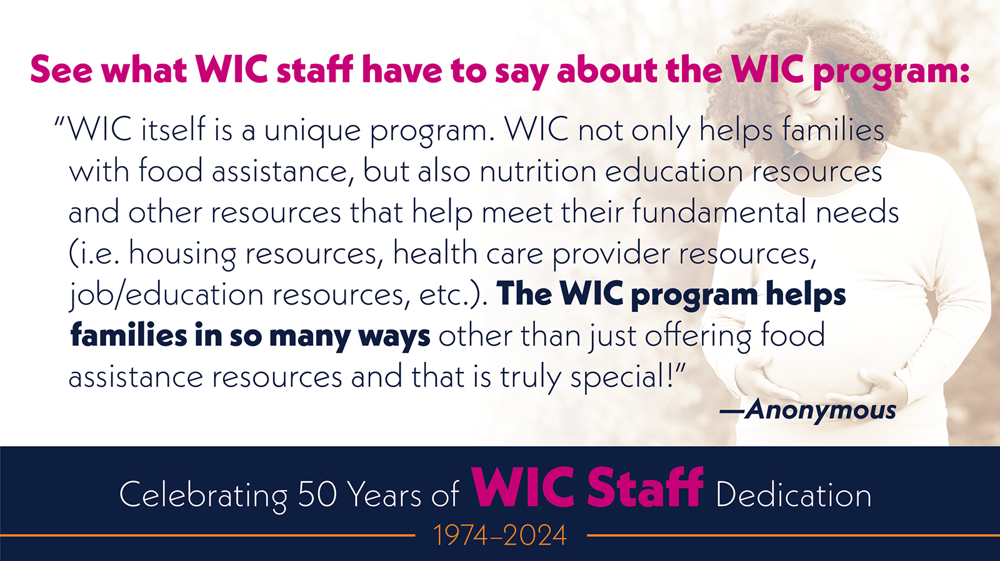 See what WIC staff have to say about the WIC program:
“WIC itself is a unique program. WIC not only helps families
with food assistance, but also nutrition education resources
and other resources that help meet their fundamental needs
(i.e. housing resources, health care provider resources,
job/education resources, etc.). The WIC program helps
families in so many ways other than just offering food
assistance resources and that is truly special!”
—Anonymous
Celebrating 50 Years of WIC Staff Dedication
1974–2024